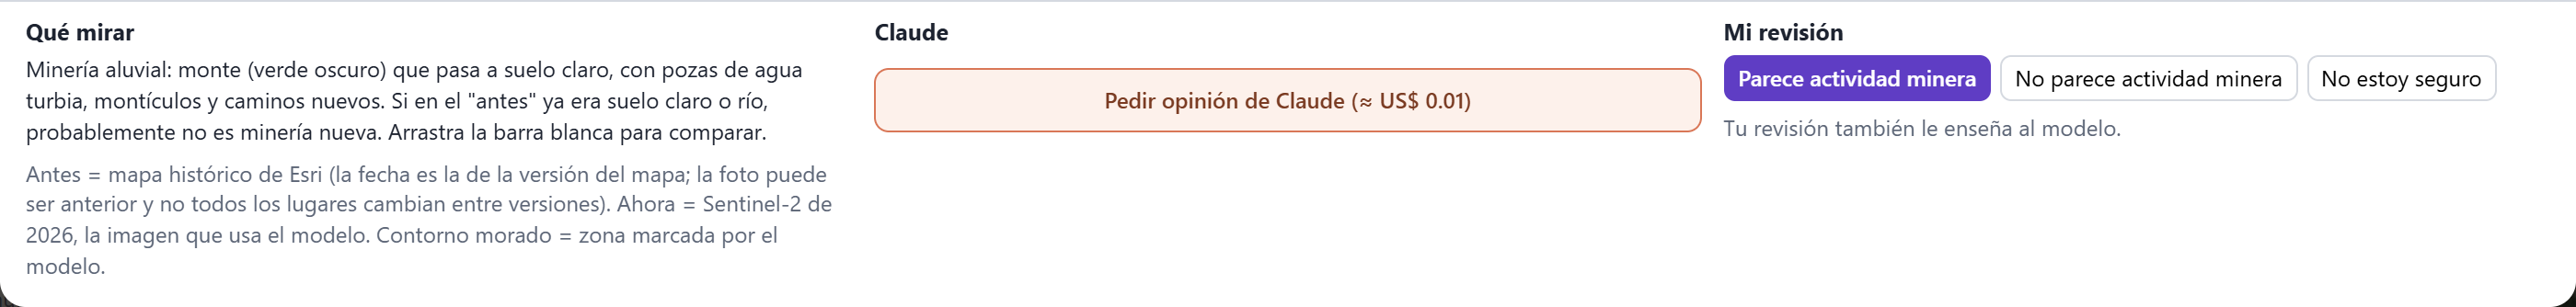 Qué mirar
Minería aluvial: monte (verde oscuro) que pasa a suelo claro, con pozas de agua
turbia, montículos y caminos nuevos. Si en el "antes" ya era suelo claro o río,
probablemente no es minería nueva. Arrastra la barra blanca para comparar.
Antes = mapa histórico de Esri (la fecha es la de la versión del mapa; la foto puede
ser anterior y no todos los lugares cambian entre versiones). Ahora = Sentinel-2 de
2026, la imagen que usa el modelo. Contorno morado = zona marcada por el
modelo.
Claude
Pedir opinión de Claude (≈ US$ 0.01)
Mi revisión
Parece actividad minera
No parece actividad minera
No estoy seguro
Tu revisión también le enseña al modelo.